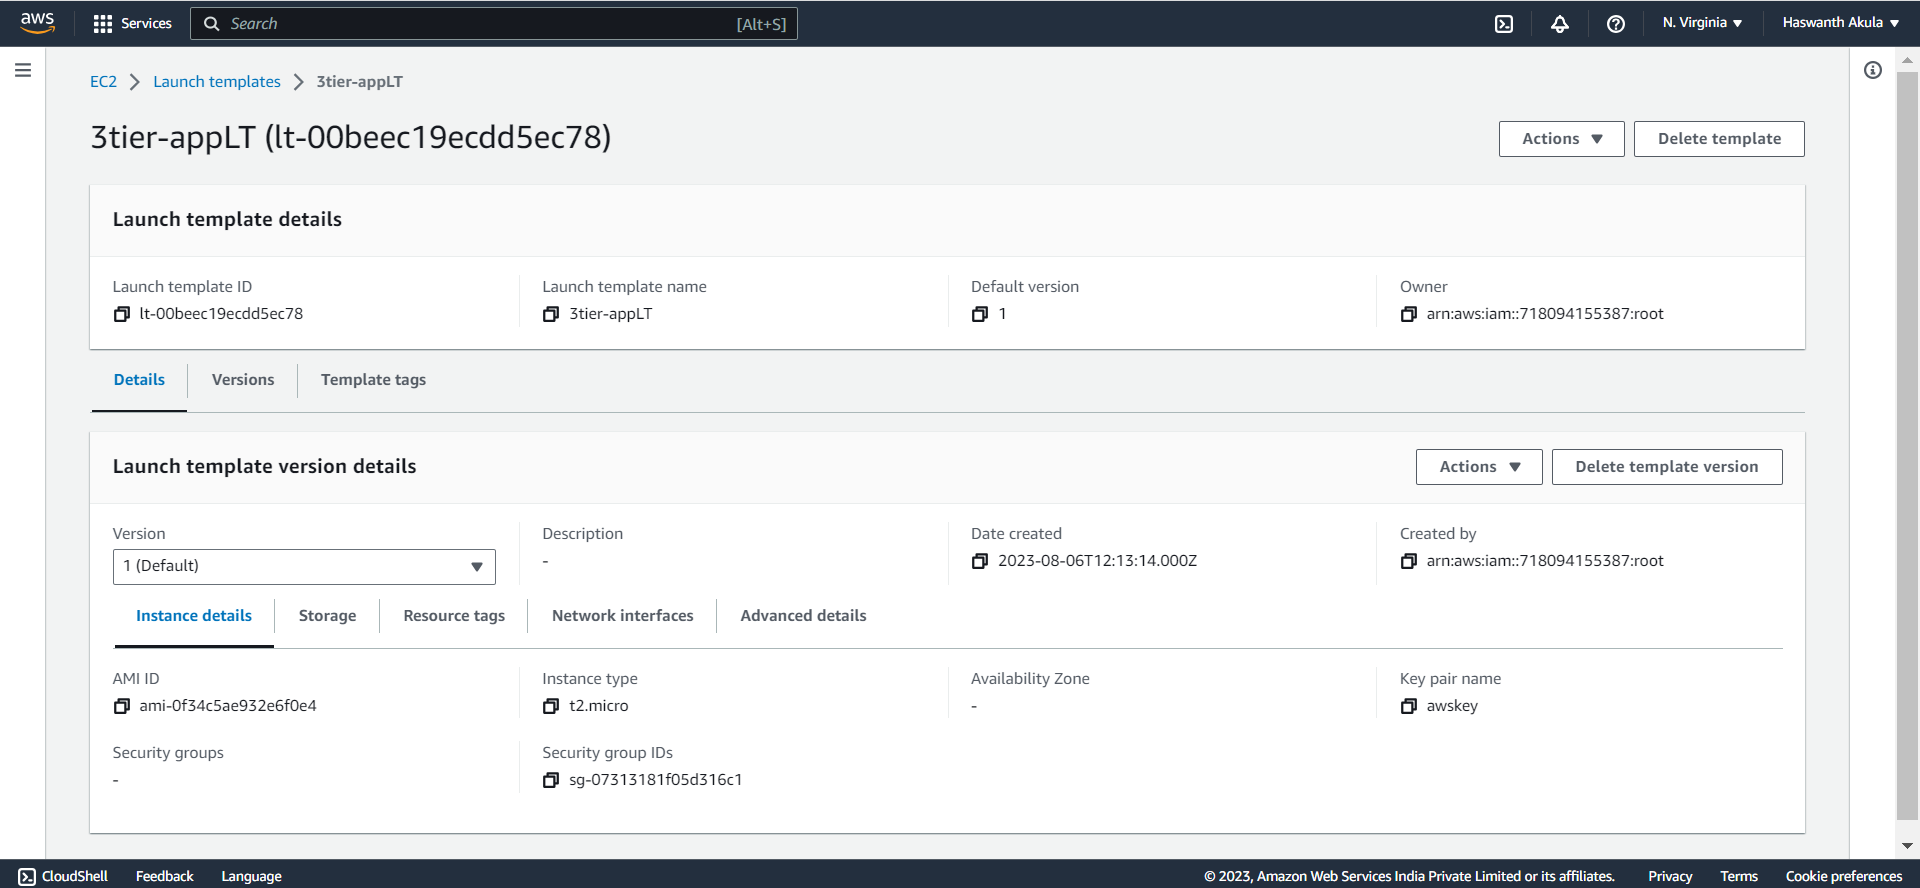 aws Services Search [Alt+S] N. Virginia Haswanth Akula
EC2 Launch templates 3tier-appLT
3tier-appLT (lt-00beec19ecdd5ec78)
Actions Delete template
Launch template details
Launch template ID Launch template name Default version Owner
lt-00beec19ecdd5ec78 3tier-appLT 1 arn:aws:iam::718094155387:root
Details Versions Template tags
Launch template version details
Actions Delete template version
Version Description Date created Created by
1 (Default) - 2023-08-06T12:13:14.000Z arn:aws:iam::718094155387:root
Instance details Storage Resource tags Network interfaces Advanced details
AMI ID Instance type Availability Zone Key pair name
ami-0f34c5ae932e6f0e4 t2.micro - awskey
Security groups Security group IDs
- sg-07313181f05d316c1
CloudShell Feedback Language © 2023, Amazon Web Services India Private Limited or its affiliates. Privacy Terms Cookie preferences